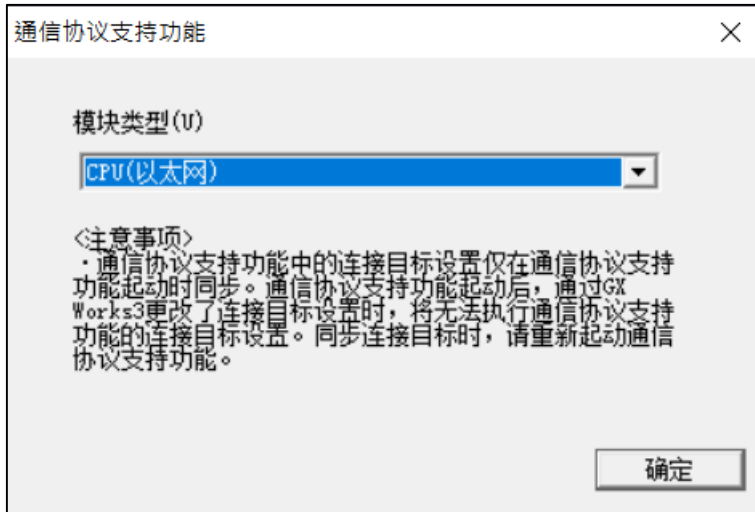 通信协议支持功能
模块类型(U)
CPU(以太网)
<注意事项>
·通信协议支持功能中的连接目标设置仅在通信协议支持
功能起动时同步。通信协议支持功能起动后，通过GX
Works3更改了连接目标设置时，将无法执行通信协议支持
功能的连接目标设置。同步连接目标时，请重新起动通信
协议支持功能。
确定